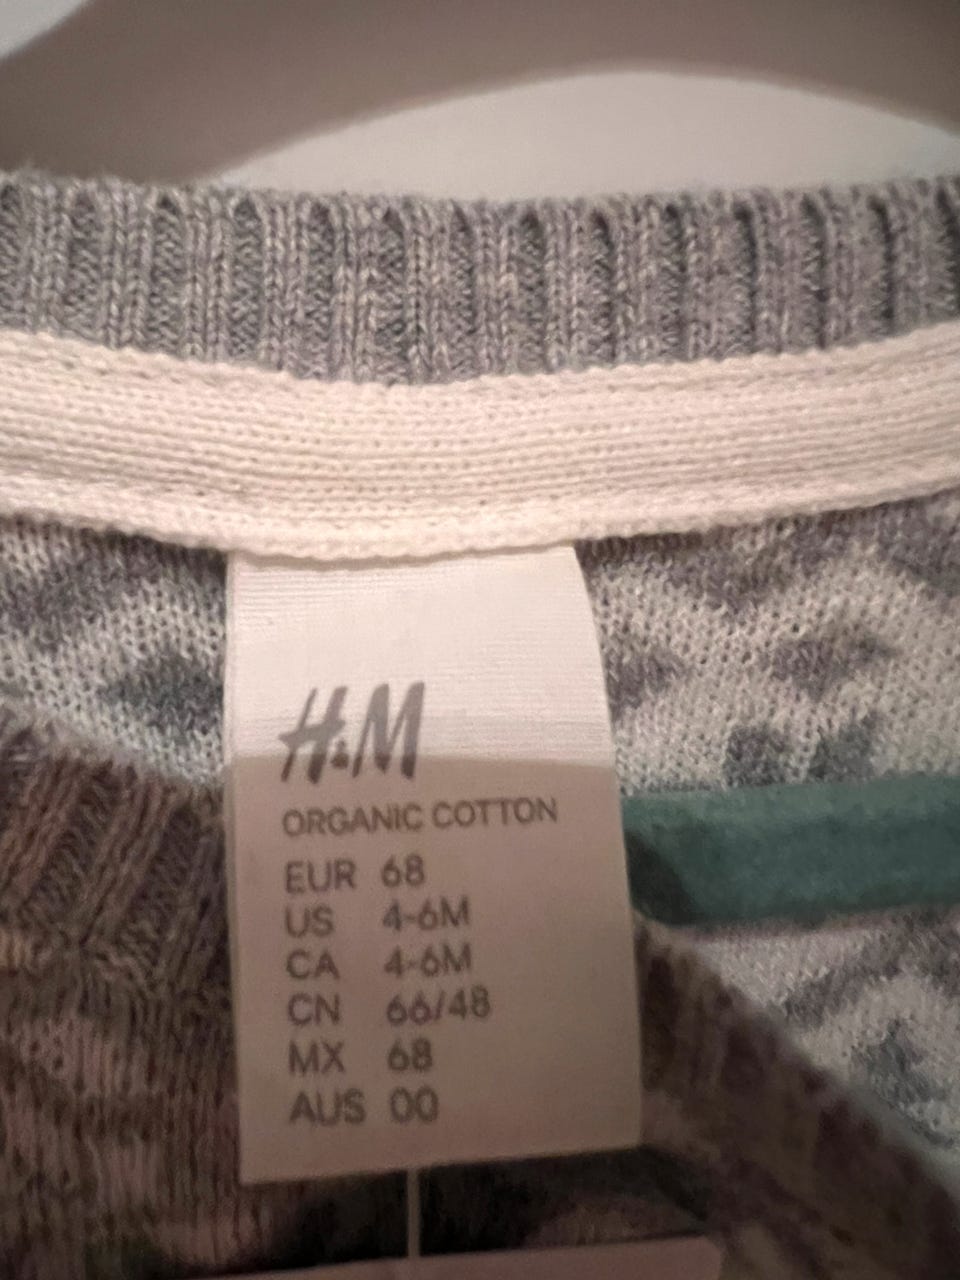 H&M
ORGANIC COTTON
EUR 68
US 4-6M
CA 4-6M
CN 66/48
MX 68
AUS 00